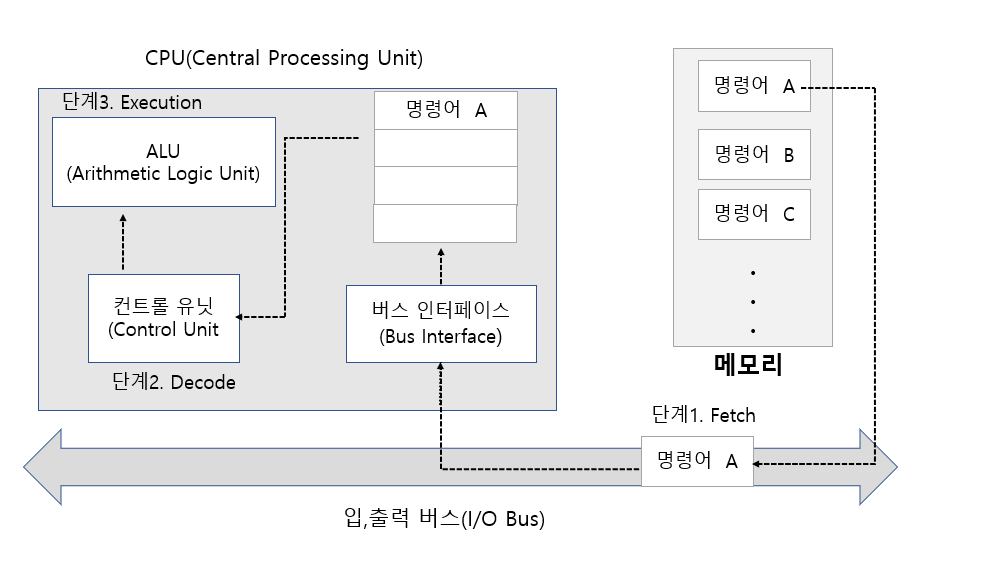 CPU(Central Processing Unit)
단계3. Execution
ALU
(Arithmetic Logic Unit)
명령어 A
컨트롤 유닛
(Control Unit
단계2. Decode
버스 인터페이스
(Bus Interface)
명령어 A
명령어 B
명령어 C
메모리
단계1. Fetch
명령어 A
입,출력 버스(I/O Bus)